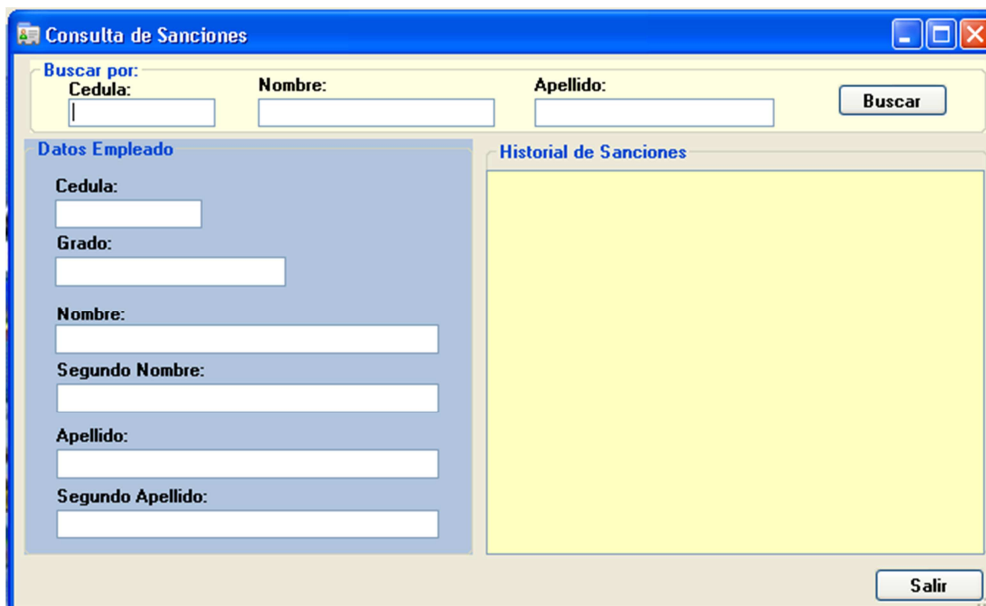 Consulta de Sanciones
Buscar por:
Cedula:
Nombre:
Apellido:
Buscar
Datos Empleado
Cedula:
Grado:
Nombre:
Segundo Nombre:
Apellido:
Segundo Apellido:
Historial de Sanciones
Salir